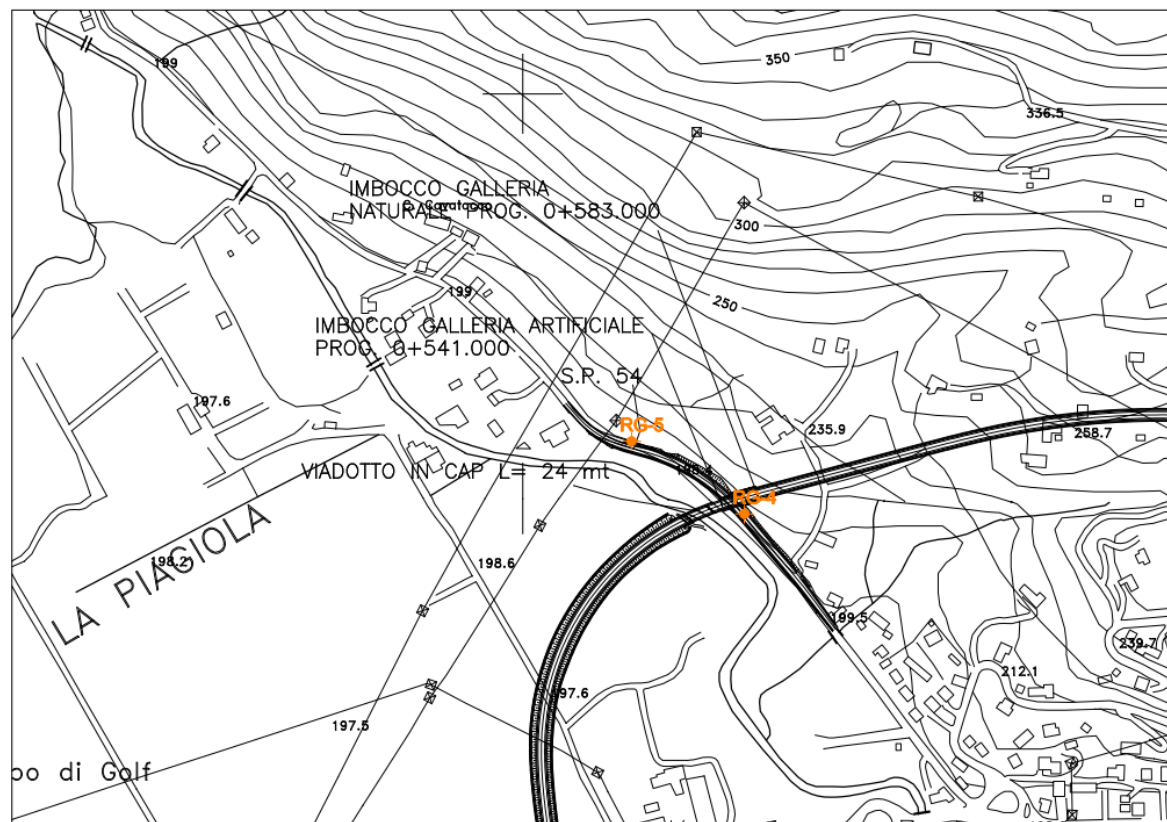 350
199
336.5
IMBOCCO GALLERIA
NATURALE PROG. 0+583.000
300
199
250
IMBOCCO GALLERIA ARTIFICIALE
PROG. 0+541.000
S.P. 54
197.6
RG-5
235.9
258.7
VIADOTTO IN CAP L= 24 mt
RG-4
LA PIAGIOLA
198.2
198.6
199.5
239.7
212.1
197.6
197.5
po di Golf